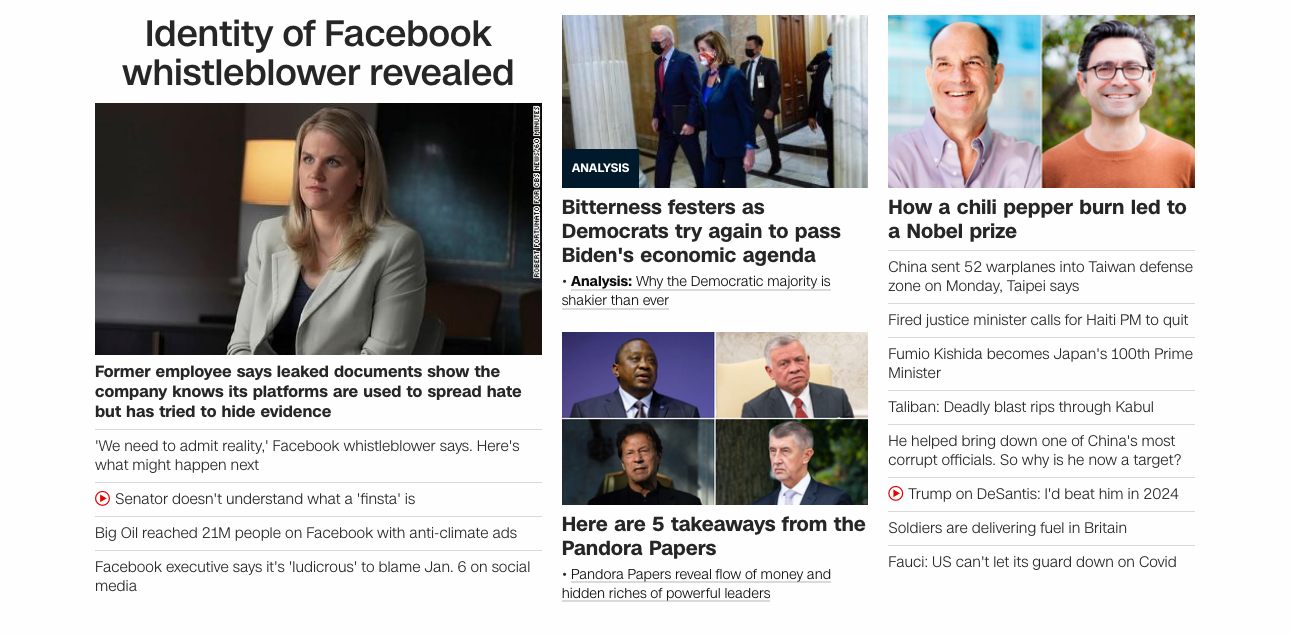 Identity of Facebook
whistleblower revealed
ROBERT FORTUNATO FOR CBS NEWS/60 MINUTES
Former employee says leaked documents show the
company knows its platforms are used to spread hate
but has tried to hide evidence
'We need to admit reality,' Facebook whistleblower says. Here's
what might happen next
Senator doesn't understand what a 'finsta' is
Big Oil reached 21M people on Facebook with anti-climate ads
Facebook executive says it's 'ludicrous' to blame Jan. 6 on social
media
ANALYSIS
Bitterness festers as
Democrats try again to pass
Biden's economic agenda
• Analysis: Why the Democratic majority is
shakier than ever
Here are 5 takeaways from the
Pandora Papers
• Pandora Papers reveal flow of money and
hidden riches of powerful leaders
How a chili pepper burn led to
a Nobel prize
China sent 52 warplanes into Taiwan defense
zone on Monday, Taipei says
Fired justice minister calls for Haiti PM to quit
Fumio Kishida becomes Japan's 100th Prime
Minister
Taliban: Deadly blast rips through Kabul
He helped bring down one of China's most
corrupt officials. So why is he now a target?
Trump on DeSantis: I'd beat him in 2024
Soldiers are delivering fuel in Britain
Fauci: US can't let its guard down on Covid